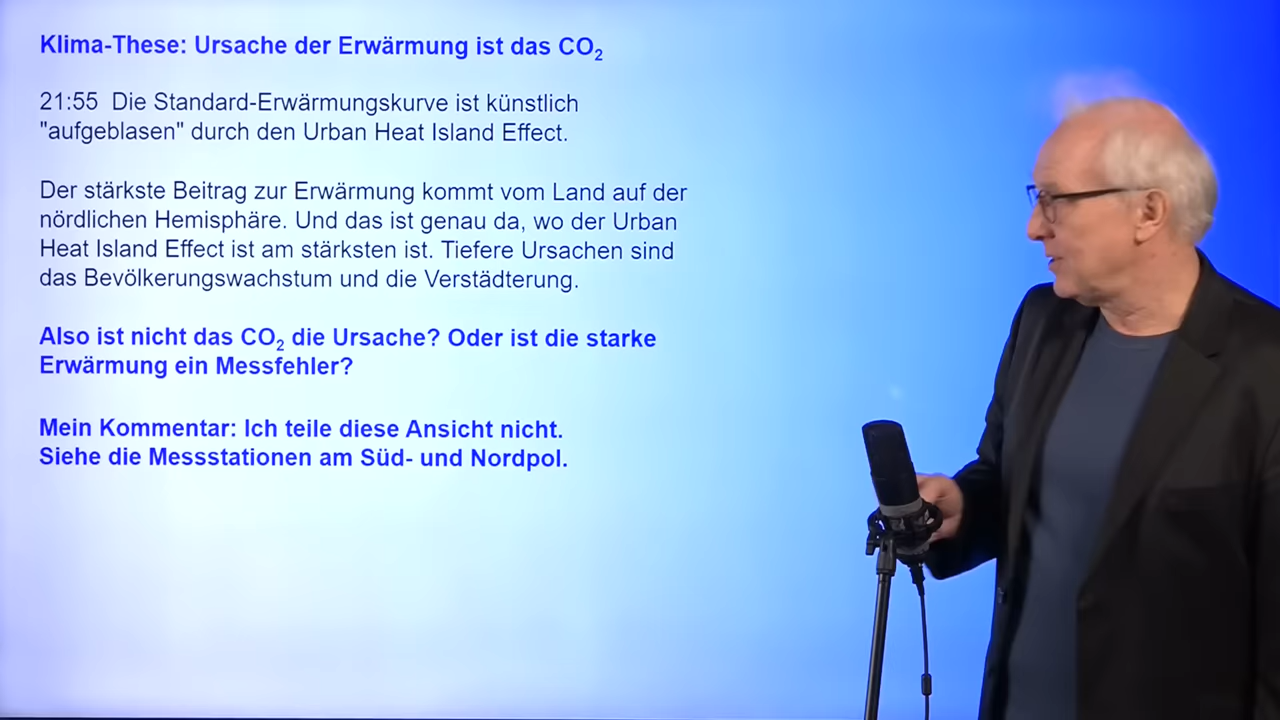 Klima-These: Ursache der Erwärmung ist das CO₂
21:55 Die Standard-Erwärmungskurve ist künstlich
"aufgeblasen" durch den Urban Heat Island Effect.
Der stärkste Beitrag zur Erwärmung kommt vom Land auf der
nördlichen Hemisphäre. Und das ist genau da, wo der Urban
Heat Island Effect ist am stärksten ist. Tiefere Ursachen sind
das Bevölkerungswachstum und die Verstädterung.
Also ist nicht das CO₂ die Ursache? Oder ist die starke
Erwärmung ein Messfehler?
Mein Kommentar: Ich teile diese Ansicht nicht.
Siehe die Messstationen am Süd- und Nordpol.